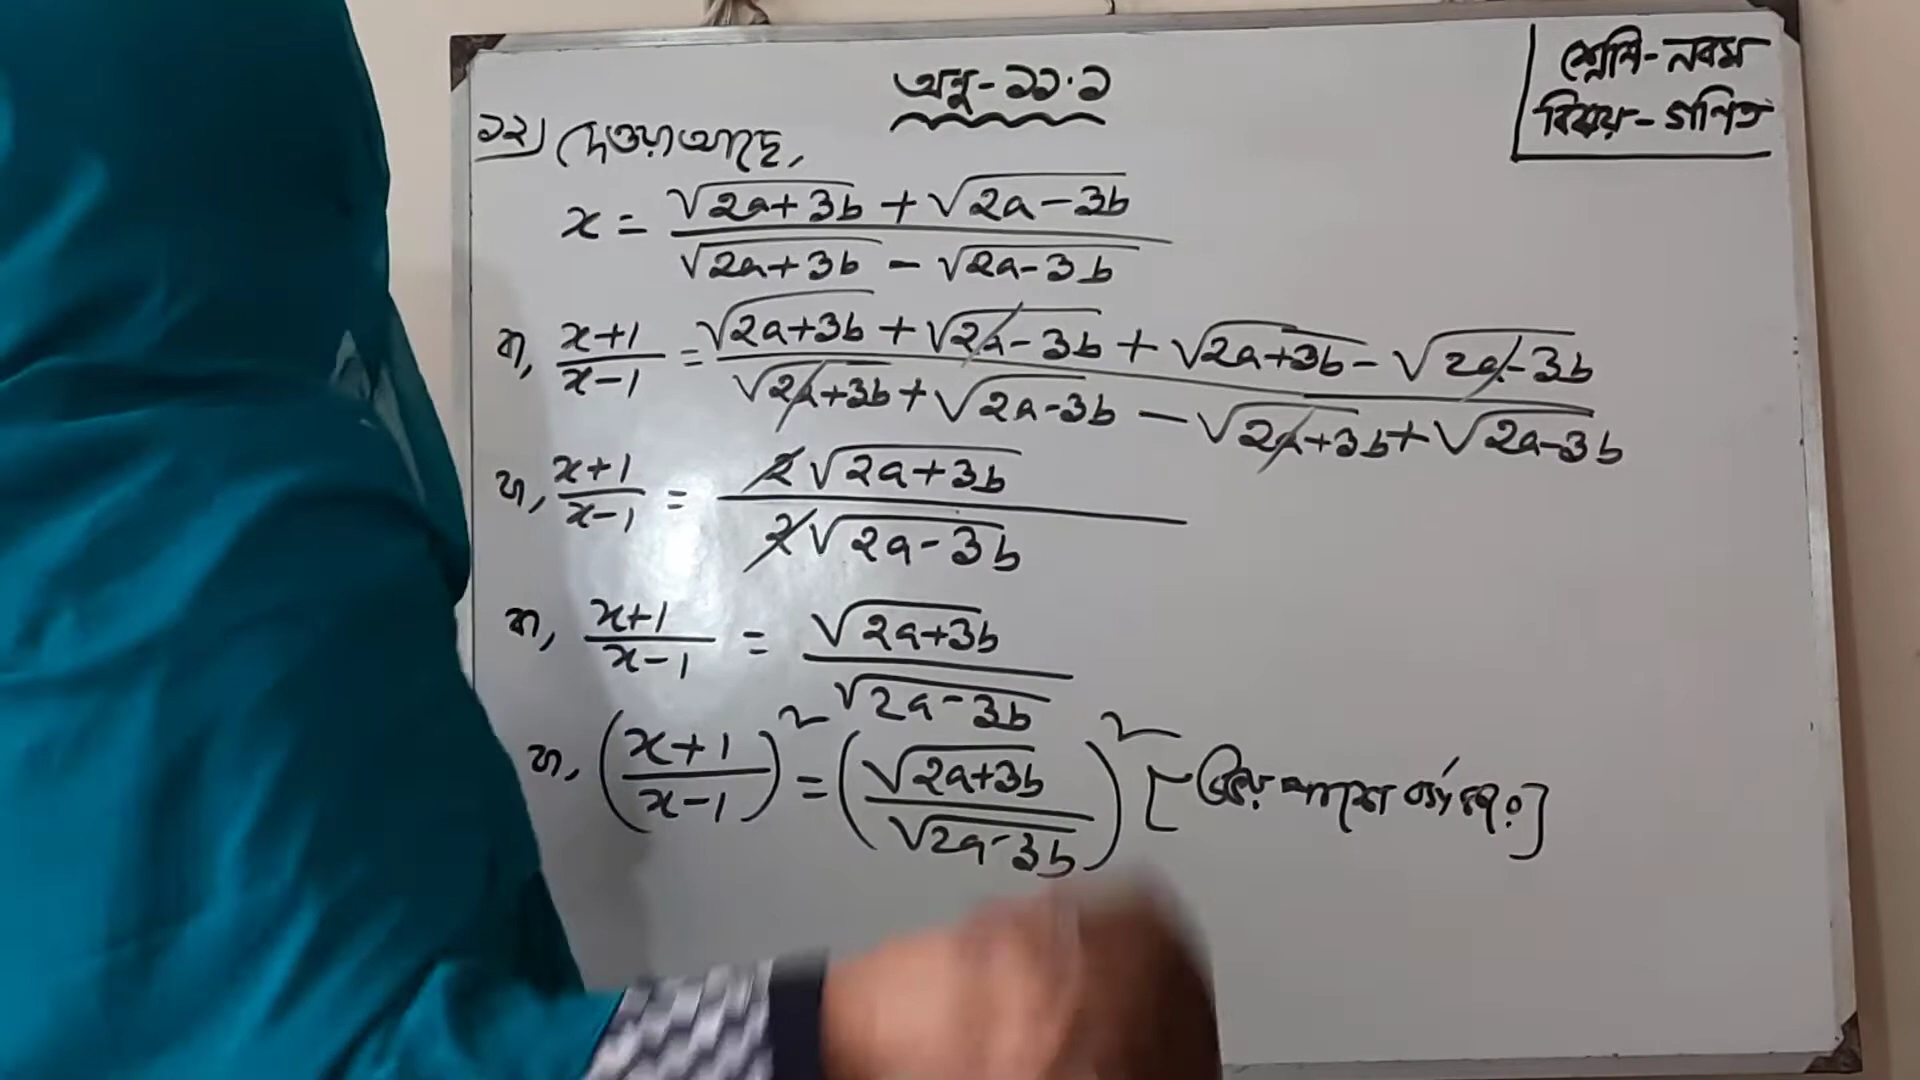 অনু - ১১.১
শ্রেণি - নবম
বিষয় - গণিত
১২) দেওয়া আছে,
x = (√(2a+3b) + √(2a-3b)) / (√(2a+3b) - √(2a-3b))
বা, (x+1)/(x-1) = (√(2a+3b) + √(2a-3b) + √(2a+3b) - √(2a-3b)) / (√(2a+3b) + √(2a-3b) - √(2a+3b) + √(2a-3b))
বা, (x+1)/(x-1) = 2√(2a+3b) / 2√(2a-3b)
বা, (x+1)/(x-1) = √(2a+3b) / √(2a-3b)
বা, ((x+1)/(x-1))² = (√(2a+3b) / √(2a-3b))² [উভয় পক্ষে বর্গ করে]